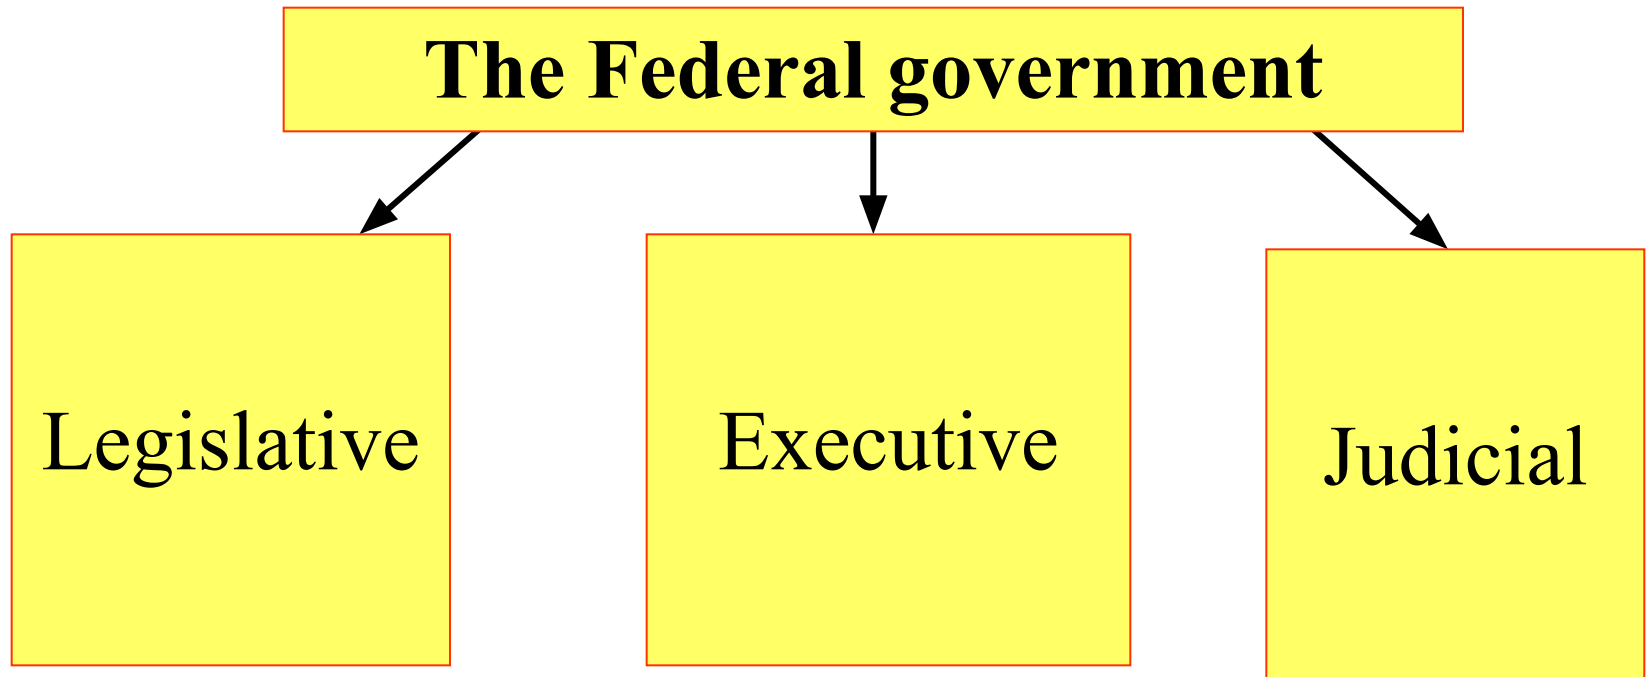 The Federal government
Legislative
Executive
Judicial